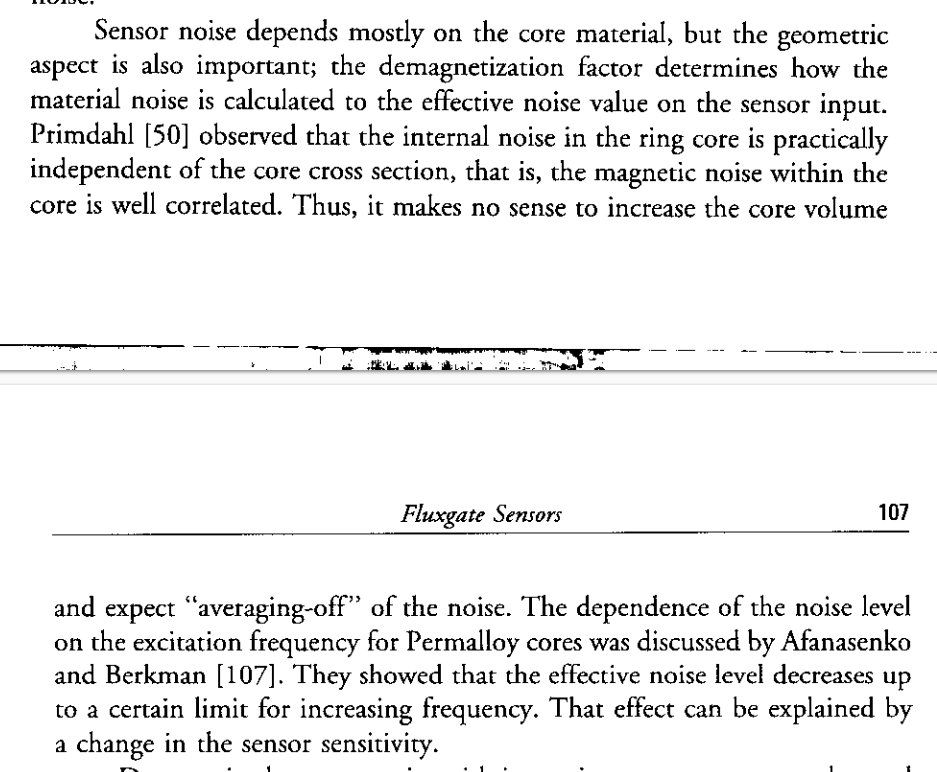 noise.
Sensor noise depends mostly on the core material, but the geometric
aspect is also important; the demagnetization factor determines how the
material noise is calculated to the effective noise value on the sensor input.
Primdahl [50] observed that the internal noise in the ring core is practically
independent of the core cross section, that is, the magnetic noise within the
core is well correlated. Thus, it makes no sense to increase the core volume
Fluxgate Sensors 107
and expect “averaging-off” of the noise. The dependence of the noise level
on the excitation frequency for Permalloy cores was discussed by Afanasenko
and Berkman [107]. They showed that the effective noise level decreases up
to a certain limit for increasing frequency. That effect can be explained by
a change in the sensor sensitivity.